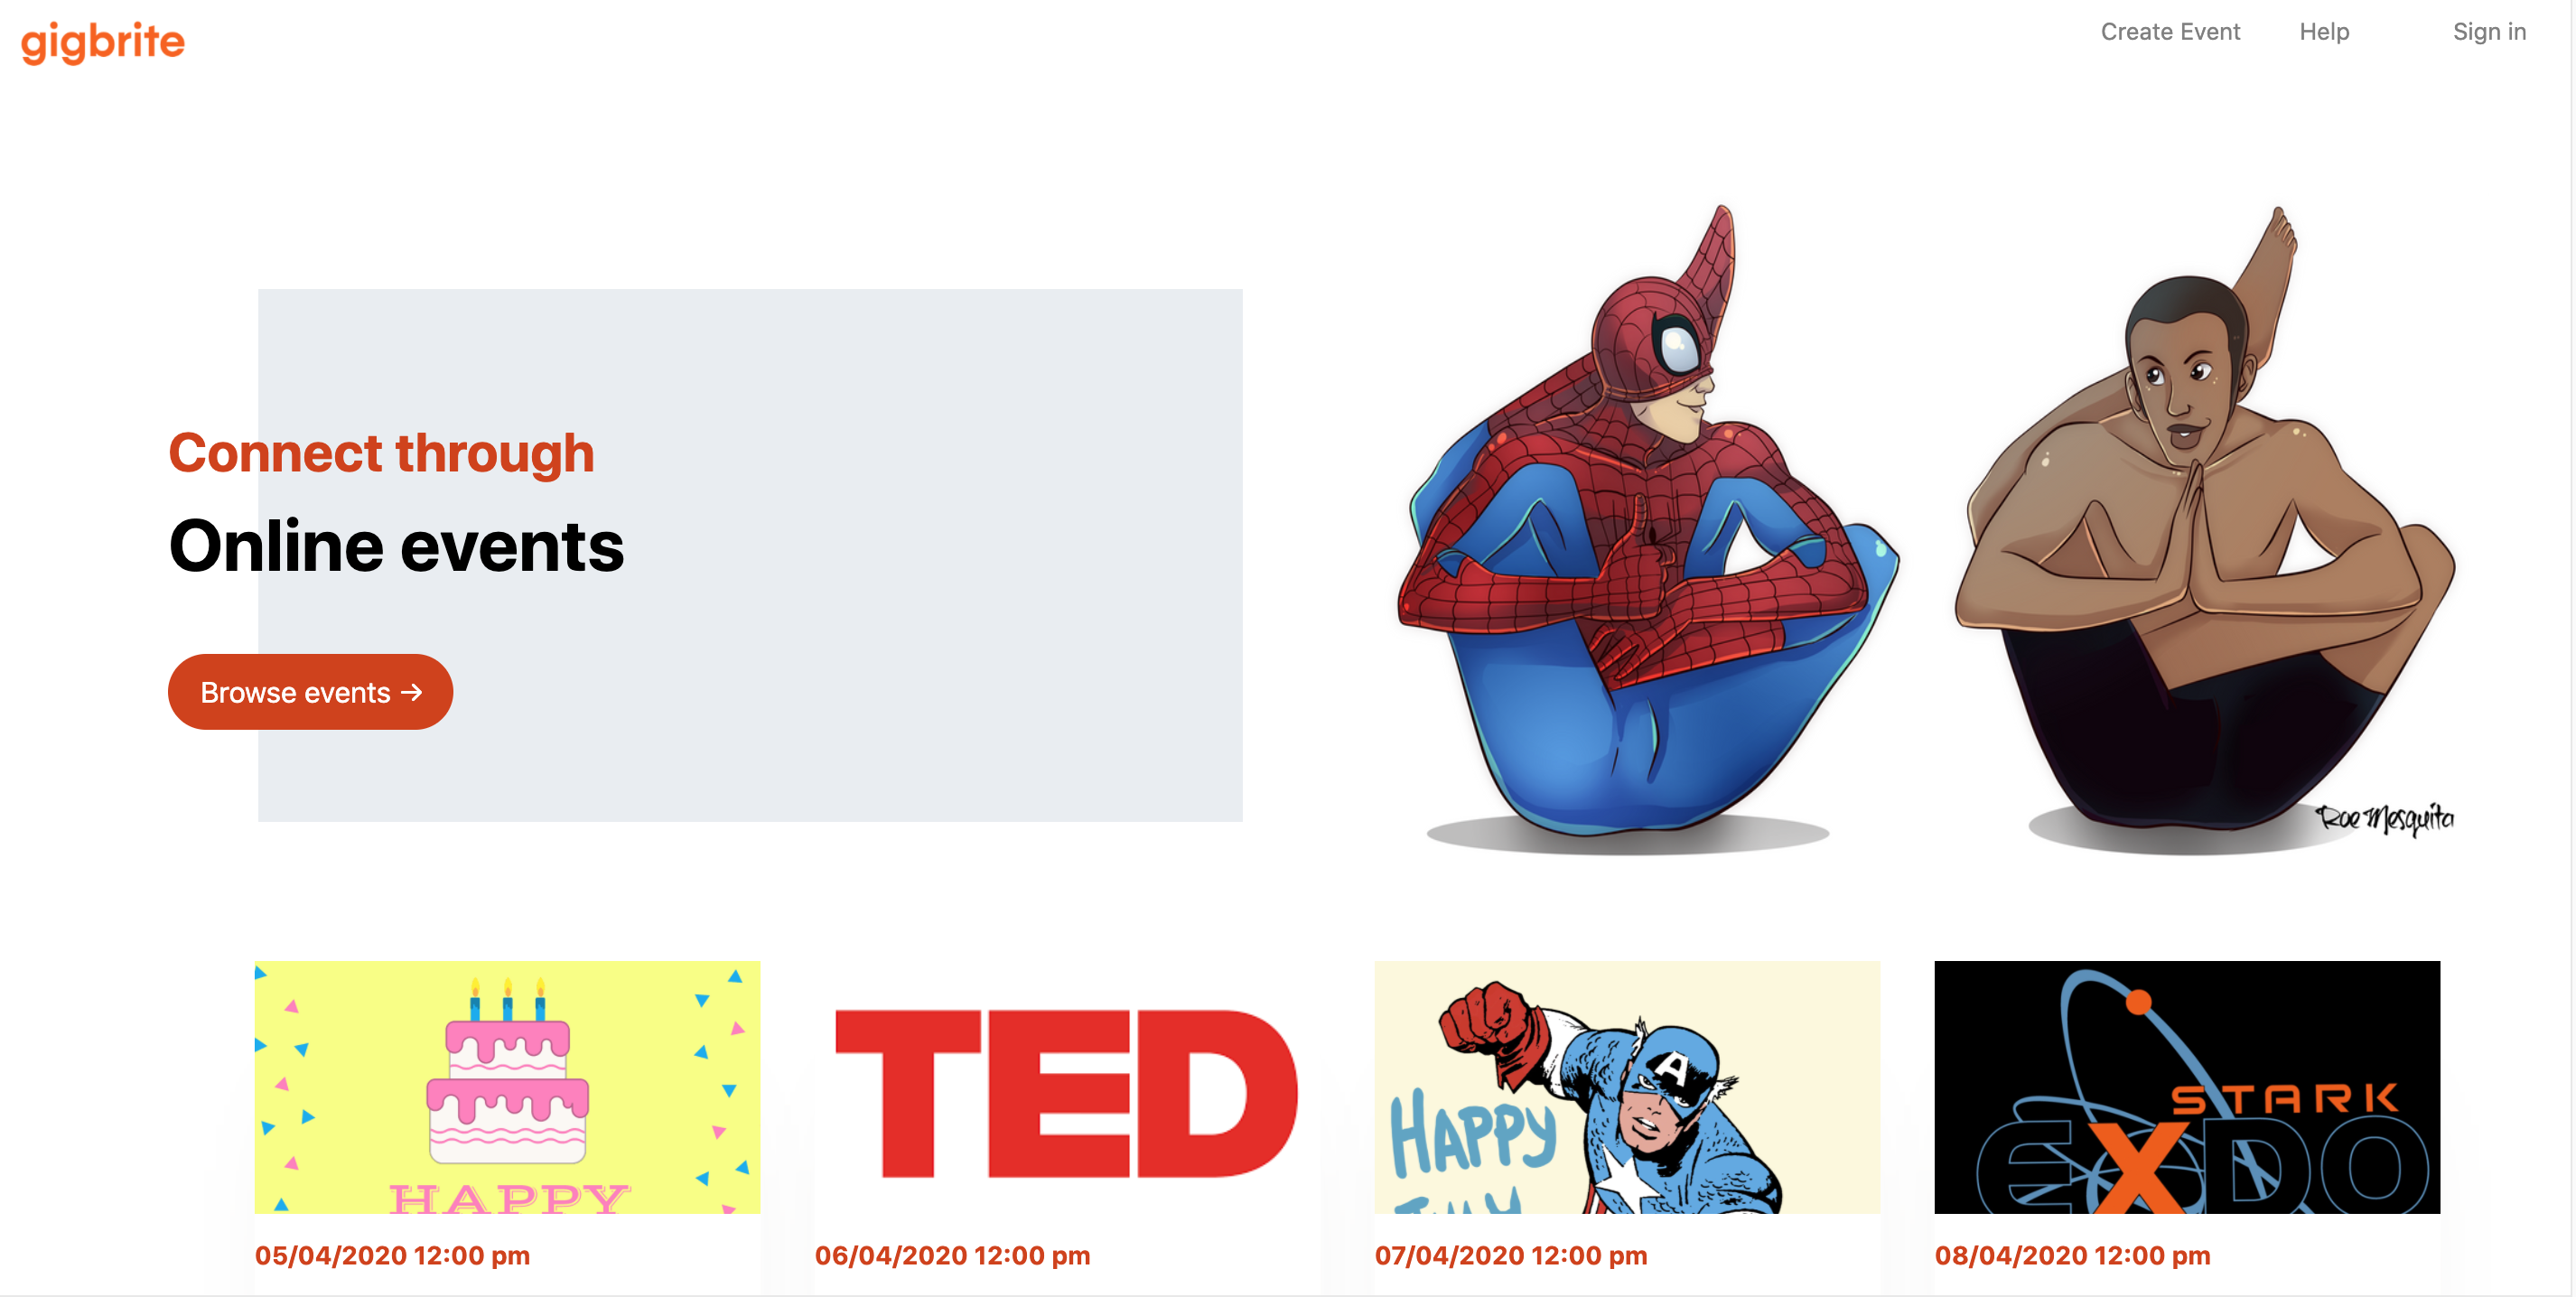 gigbrite
Create Event
Help
Sign in
Connect through
Online events
Browse events →
Roe Mesquita
HAPPY
TED
A
HAPPY
JULY
STARK
EXPO
05/04/2020 12:00 pm
06/04/2020 12:00 pm
07/04/2020 12:00 pm
08/04/2020 12:00 pm